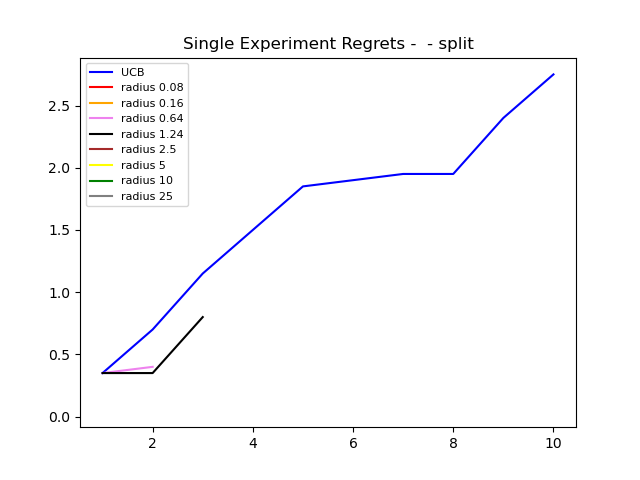 Single Experiment Regrets -  - split
UCB
radius 0.08
radius 0.16
radius 0.64
radius 1.24
radius 2.5
radius 5
radius 10
radius 25
2.5
2.0
1.5
1.0
0.5
0.0
2 4 6 8 10